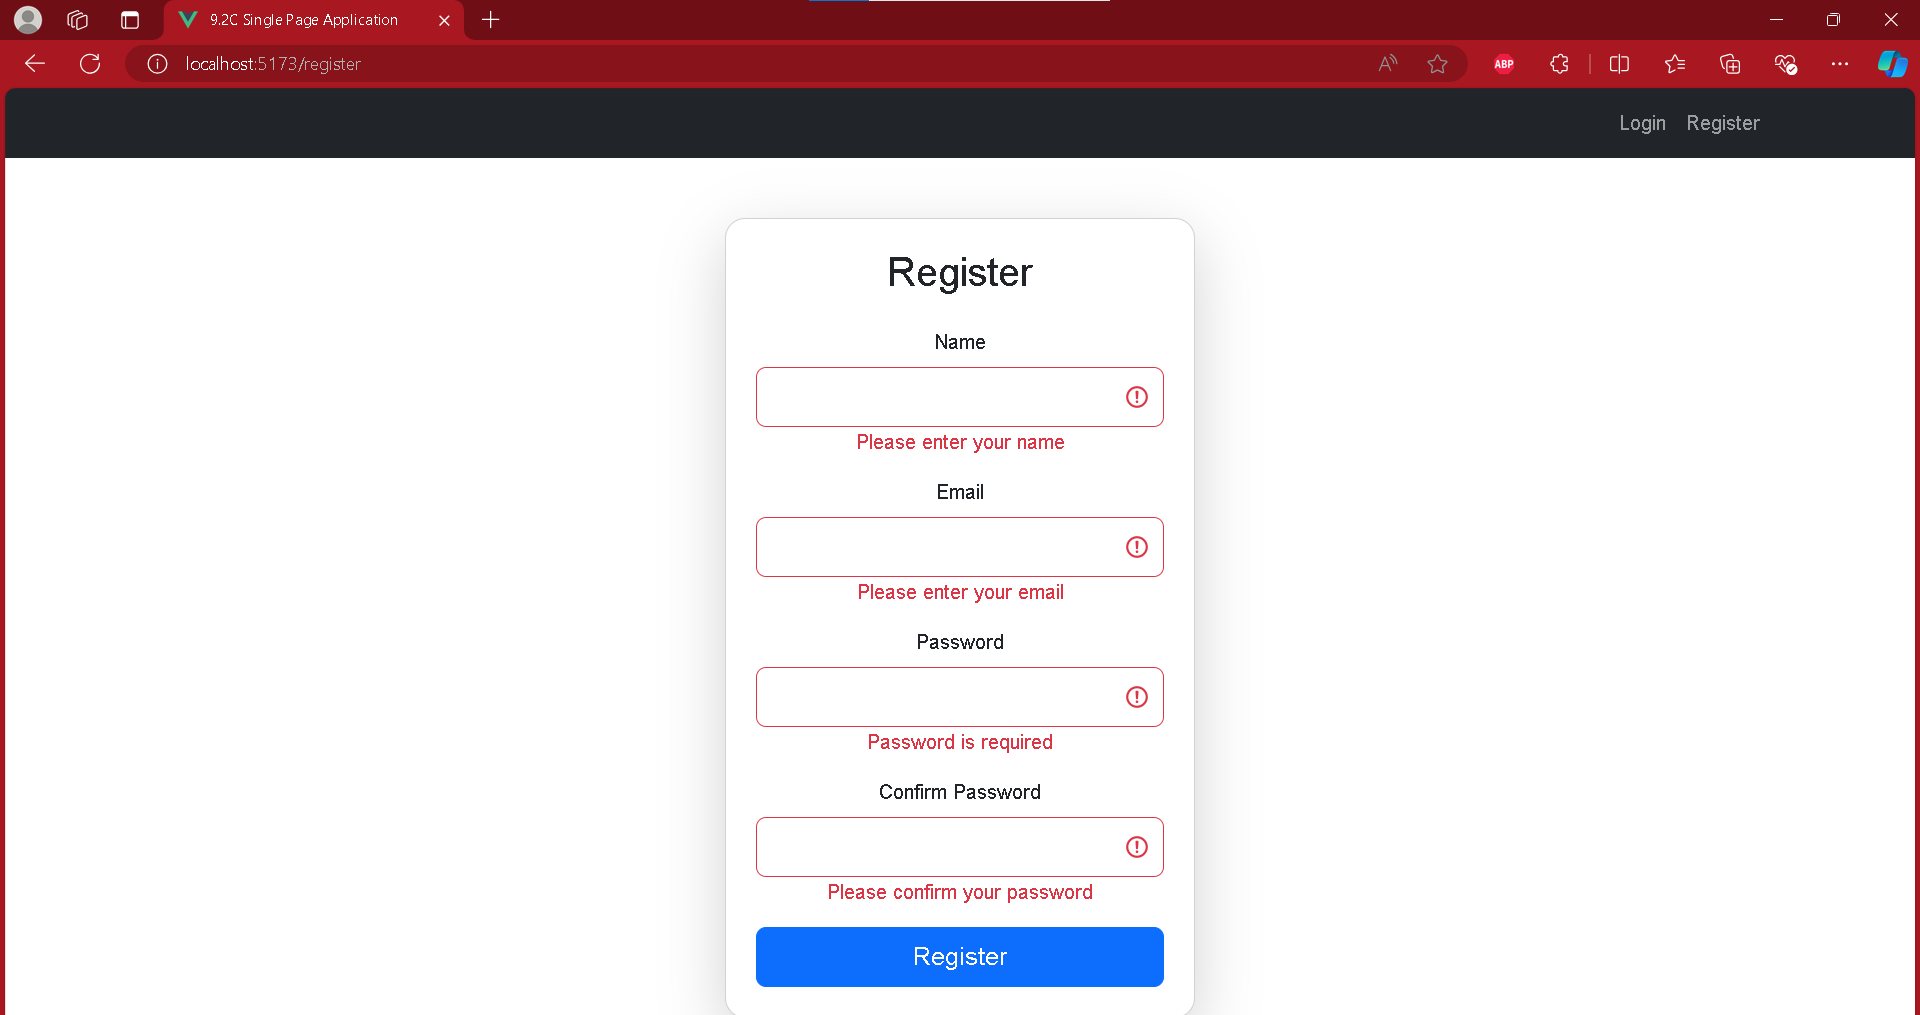 9.2C Single Page Application
localhost:5173/register
ABP
Login Register
Register
Name
Please enter your name
Email
Please enter your email
Password
Password is required
Confirm Password
Please confirm your password
Register